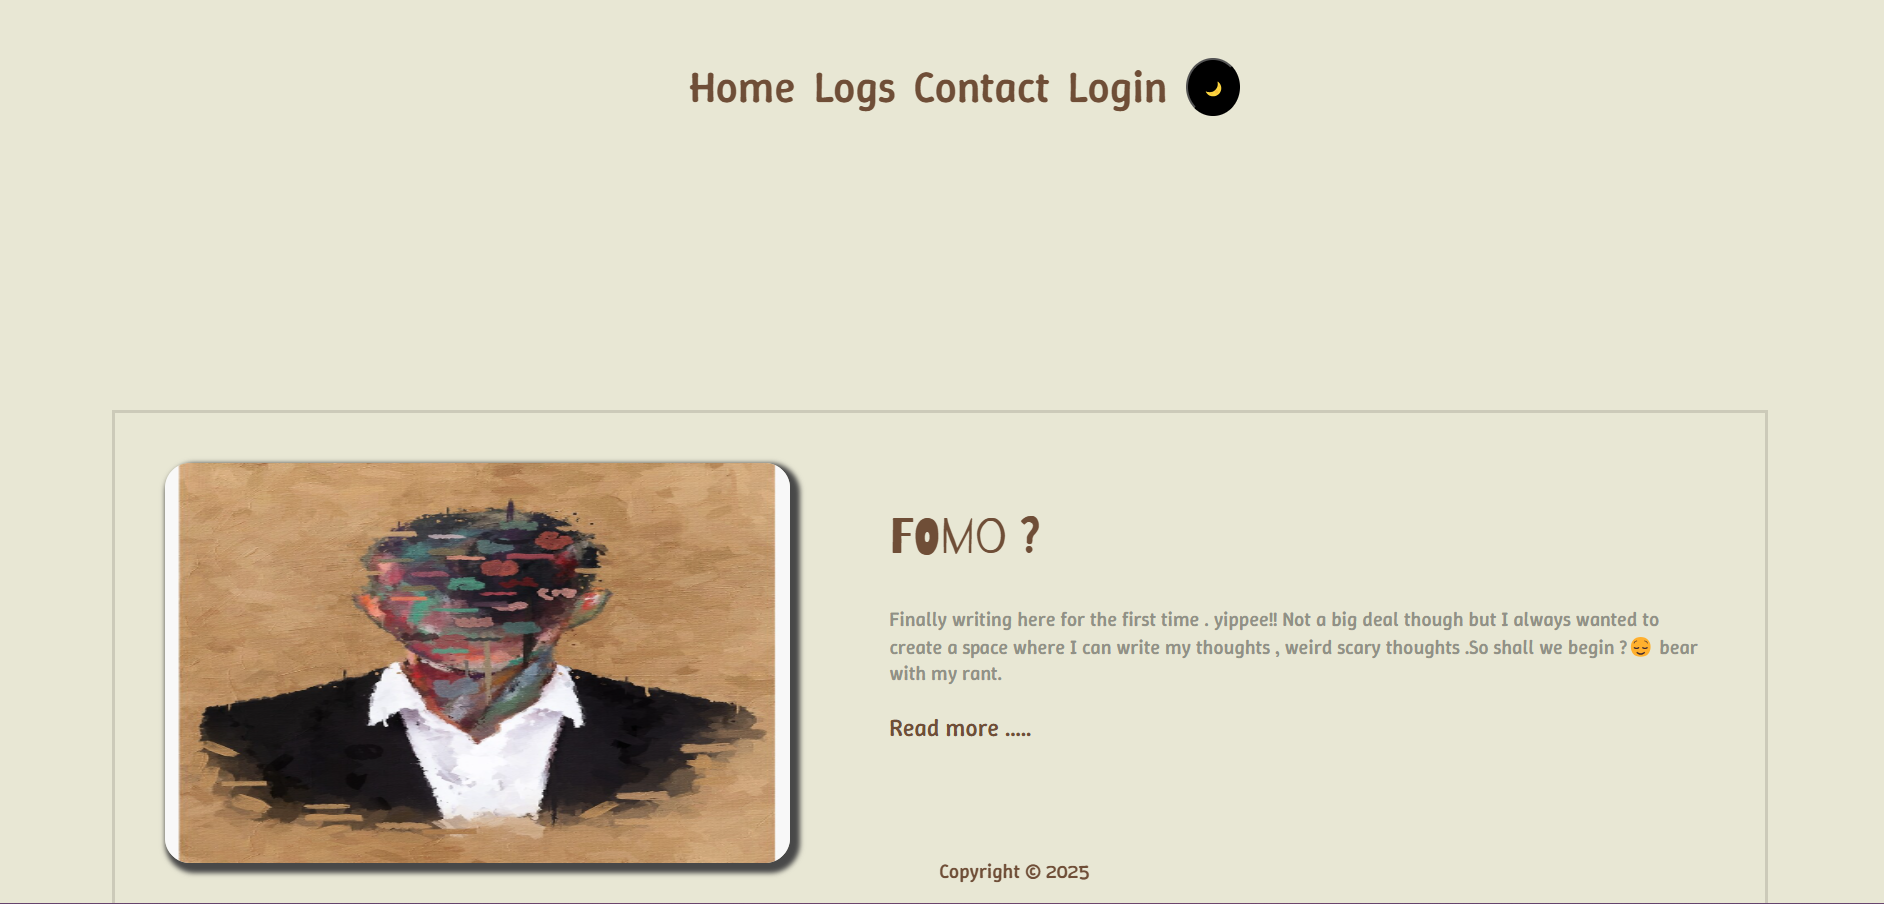 Home Logs Contact Login
FOMO ?
Finally writing here for the first time . yippee!! Not a big deal though but I always wanted to
create a space where I can write my thoughts , weird scary thoughts .So shall we begin ?😌 bear
with my rant.
Read more .....
Copyright © 2025